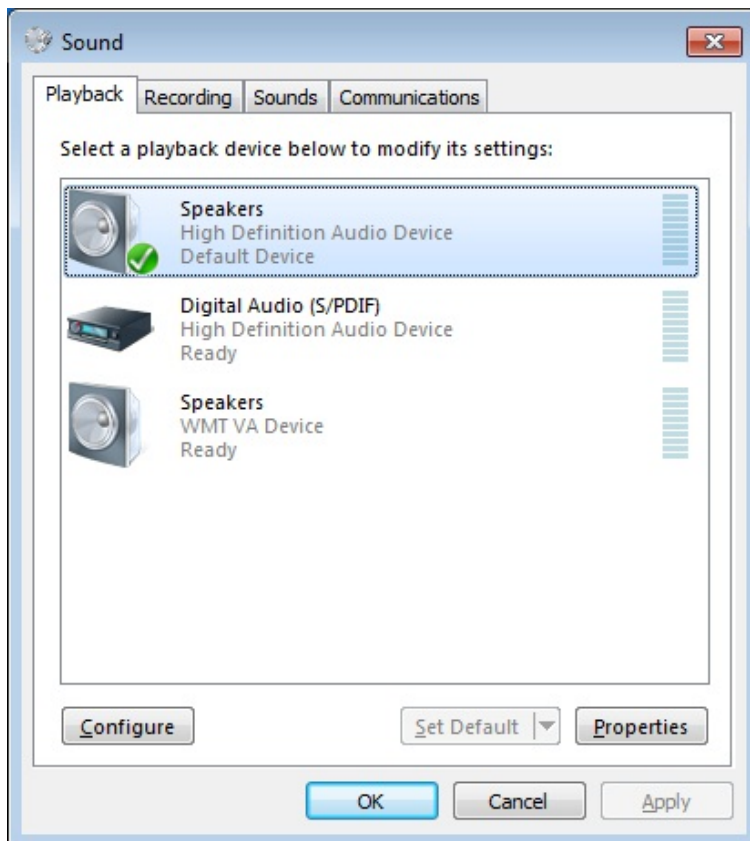 Sound
Playback Recording Sounds Communications
Select a playback device below to modify its settings:
Speakers
High Definition Audio Device
Default Device
Digital Audio (S/PDIF)
High Definition Audio Device
Ready
Speakers
WMT VA Device
Ready
Configure Set Default Properties
OK Cancel Apply